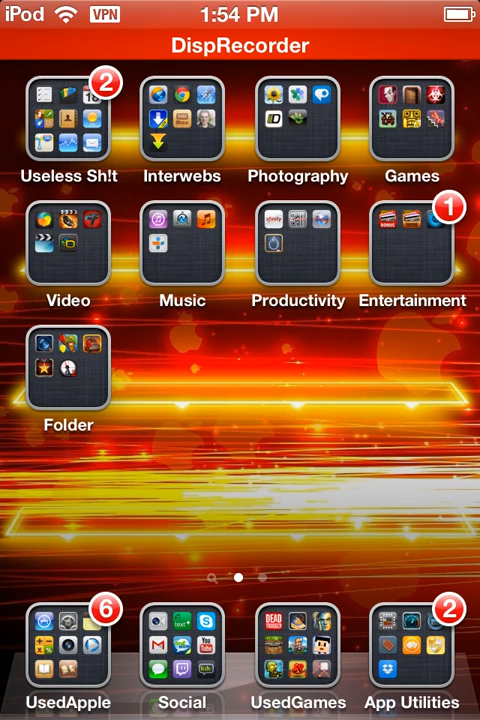 iPod VPN 1:54 PM
DispRecorder
2
Useless Sh!t Interwebs Photography Games
1
Video Music Productivity Entertainment
Folder
6 2
UsedApple Social UsedGames App Utilities